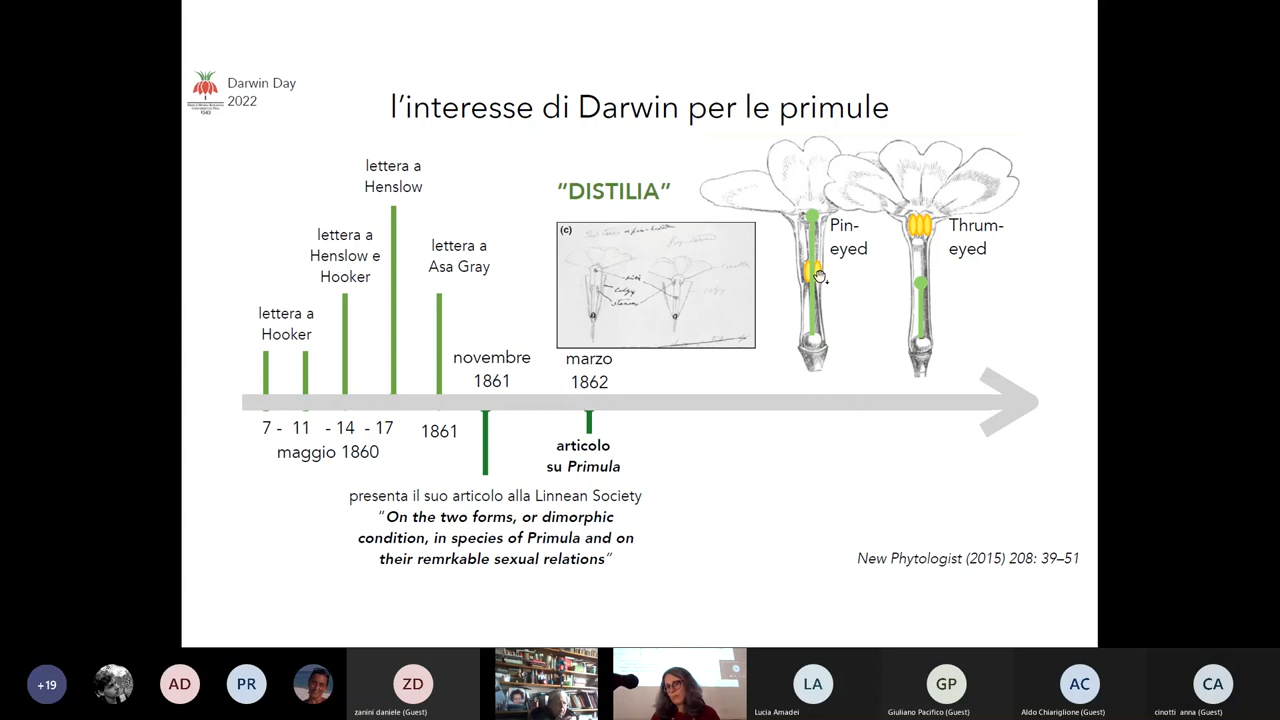 Darwin Day
2022
l'interesse di Darwin per le primule
lettera a
Henslow
lettera a
Henslow e
Hooker
lettera a
Hooker
lettera a
Asa Gray
"DISTILIA"
(c)
Pin-
eyed
Thrum-
eyed
novembre
1861
marzo
1862
7 - 11 - 14 - 17
maggio 1860
1861
articolo
su Primula
presenta il suo articolo alla Linnean Society
"On the two forms, or dimorphic
condition, in species of Primula and on
their remrkable sexual relations"
New Phytologist (2015) 208: 39–51
+19
AD
PR
ZD
zanini daniele (Guest)
LA
Lucia Amadei
GP
Giuliano Pacifico (Guest)
AC
Aldo Chiariglione (Guest)
CA
cinotti anna (Guest)